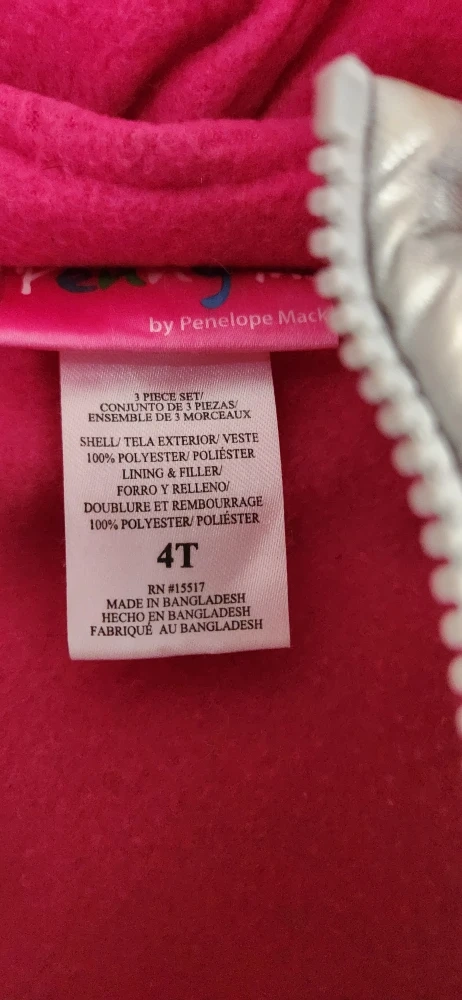 Penny M
by Penelope Mack
3 PIECE SET/
CONJUNTO DE 3 PIEZAS/
ENSEMBLE DE 3 MORCEAUX
SHELL/ TELA EXTERIOR/ VESTE
100% POLYESTER/ POLIÉSTER
LINING & FILLER/
FORRO Y RELLENO/
DOUBLURE ET REMBOURRAGE
100% POLYESTER/ POLIÉSTER
4T
RN #15517
MADE IN BANGLADESH
HECHO EN BANGLADESH
FABRIQUÉ AU BANGLADESH